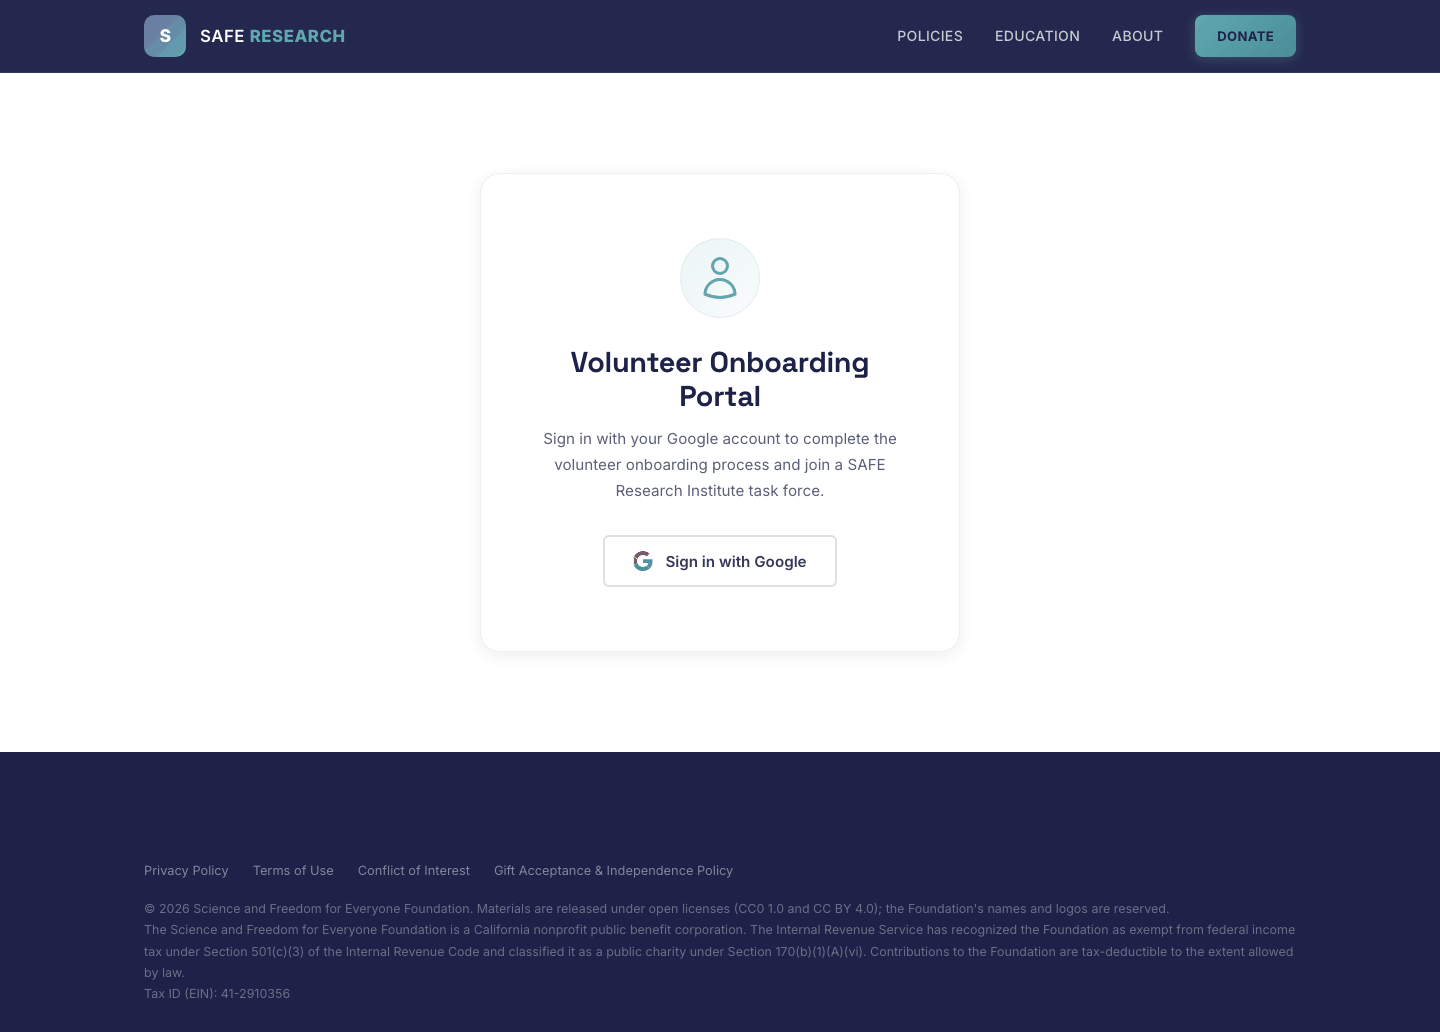 S
SAFE RESEARCH
POLICIES
EDUCATION
ABOUT
DONATE
Volunteer Onboarding
Portal
Sign in with your Google account to complete the
volunteer onboarding process and join a SAFE
Research Institute task force.
Sign in with Google
Privacy Policy
Terms of Use
Conflict of Interest
Gift Acceptance & Independence Policy
© 2026 Science and Freedom for Everyone Foundation. Materials are released under open licenses (CC0 1.0 and CC BY 4.0); the Foundation's names and logos are reserved.
The Science and Freedom for Everyone Foundation is a California nonprofit public benefit corporation. The Internal Revenue Service has recognized the Foundation as exempt from federal income
tax under Section 501(c)(3) of the Internal Revenue Code and classified it as a public charity under Section 170(b)(1)(A)(vi). Contributions to the Foundation are tax-deductible to the extent allowed
by law.
Tax ID (EIN): 41-2910356